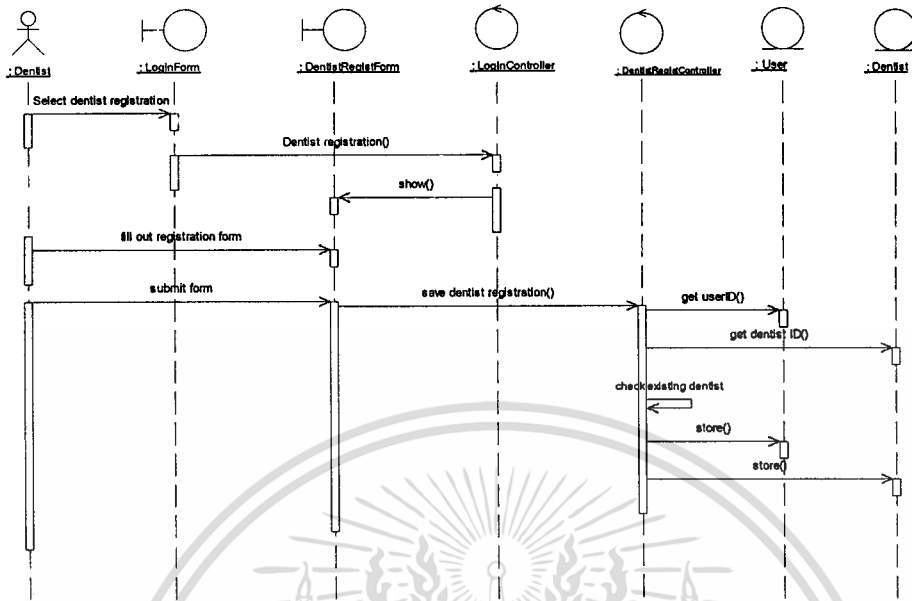 : Dentist
: LoginForm
: DentistRegistForm
: LoginController
: DentistRegistController
: User
: Dentist
Select dentist registration
Dentist registration()
show()
fill out registration form
submit form
save dentist registration()
get userID()
get dentist ID()
check existing dentist
store()
store()